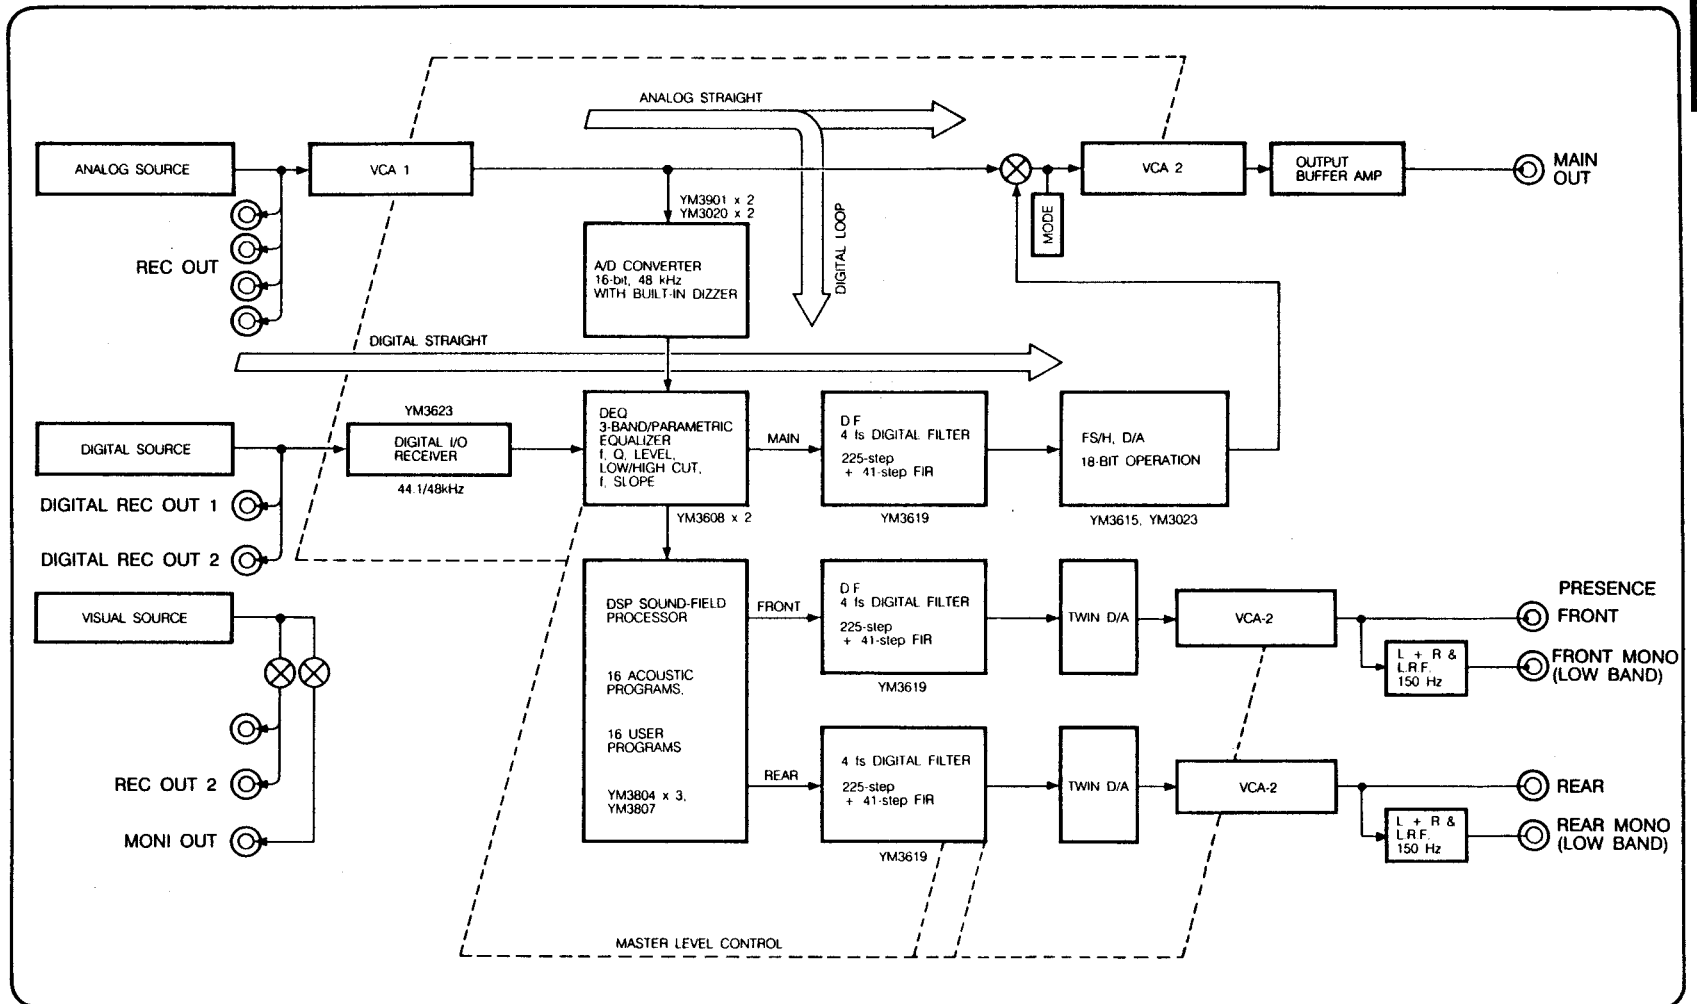 ANALOG STRAIGHT
ANALOG SOURCE
VCA 1
VCA 2
OUTPUT
BUFFER AMP
MAIN
OUT
YM3901 x 2
YM3020 x 2
MODE
REC OUT
A/D CONVERTER
16-bit, 48 kHz
WITH BUILT-IN DIZZER
DIGITAL LOOP
DIGITAL STRAIGHT
YM3623
DIGITAL SOURCE
DIGITAL I/O
RECEIVER
44.1/48kHz
DEQ
3-BAND/PARAMETRIC
EQUALIZER
f, Q, LEVEL,
LOW/HIGH CUT,
f, SLOPE
MAIN
DF
4 fs DIGITAL FILTER
225-step
+ 41-step FIR
FS/H, D/A
18-BIT OPERATION
DIGITAL REC OUT 1
YM3608 x 2
YM3619
YM3615, YM3023
DIGITAL REC OUT 2
VISUAL SOURCE
DSP SOUND-FIELD
PROCESSOR
16 ACOUSTIC
PROGRAMS,
16 USER
PROGRAMS
YM3804 x 3,
YM3807
FRONT
DF
4 fs DIGITAL FILTER
225-step
+ 41-step FIR
YM3619
TWIN D/A
VCA-2
PRESENCE
FRONT
L + R &
L.R.F.
150 Hz
FRONT MONO
(LOW BAND)
REC OUT 2
MONI OUT
REAR
4 fs DIGITAL FILTER
225-step
+ 41-step FIR
YM3619
TWIN D/A
VCA-2
REAR
L + R &
L.R.F.
150 Hz
REAR MONO
(LOW BAND)
MASTER LEVEL CONTROL